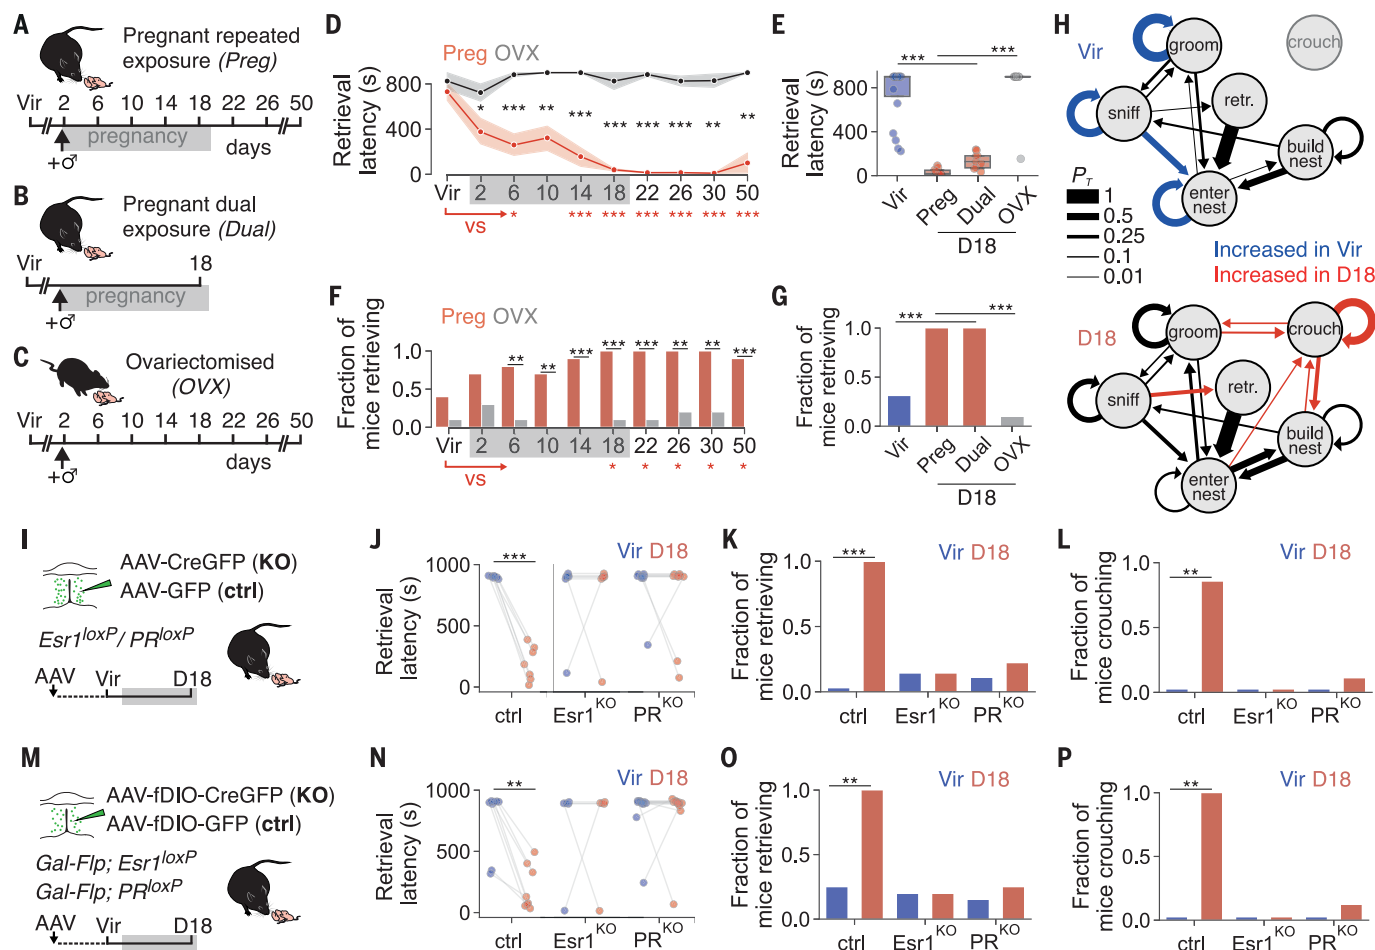 A
Pregnant repeated
exposure (Preg)
Vir 2 6 10 14 18 22 26 50
pregnancy
days
+♂
B
Pregnant dual
exposure (Dual)
Vir 18
pregnancy
+♂
C
Ovariectomised
(OVX)
Vir 2 6 10 14 18 22 26 30 50
days
+♂
D
Preg OVX
Retrieval
latency (s)
800
400
0
* *** ** *** *** *** *** ** **
Vir 2 6 10 14 18 22 26 30 50
vs * *** *** *** *** *** ***
E
*** ***
Retrieval
latency (s)
800
400
0
Vir Preg Dual OVX
D18
F
Preg OVX
Fraction of
mice retrieving
1.0
0.5
0.0
** ** *** *** *** ** ** ***
Vir 2 6 10 14 18 22 26 30 50
vs * * * * *
G
*** ***
Fraction of
mice retrieving
1.0
0.5
0.0
Vir Preg Dual OVX
D18
H
Vir
groom
crouch
sniff
retr.
build
nest
enter
nest
P_T
1
0.5
0.25
0.1
0.01
Increased in Vir
Increased in D18
D18
groom
crouch
sniff
retr.
build
nest
enter
nest
I
AAV-CreGFP (KO)
AAV-GFP (ctrl)
Esr1^loxP/ PR^loxP
AAV Vir D18
J
Vir D18
Retrieval
latency (s)
1000
500
0
***
ctrl Esr1^KO PR^KO
K
Vir D18
Fraction of
mice retrieving
1.0
0.5
0.0
***
ctrl Esr1^KO PR^KO
L
Vir D18
Fraction of
mice crouching
1.0
0.5
0.0
**
ctrl Esr1^KO PR^KO
M
AAV-fDIO-CreGFP (KO)
AAV-fDIO-GFP (ctrl)
Gal-Flp; Esr1^loxP
Gal-Flp; PR^loxP
AAV Vir D18
N
Vir D18
Retrieval
latency (s)
1000
500
0
**
ctrl Esr1^KO PR^KO
O
Vir D18
Fraction of
mice retrieving
1.0
0.5
0.0
**
ctrl Esr1^KO PR^KO
P
Vir D18
Fraction of
mice crouching
1.0
0.5
0.0
**
ctrl Esr1^KO PR^KO